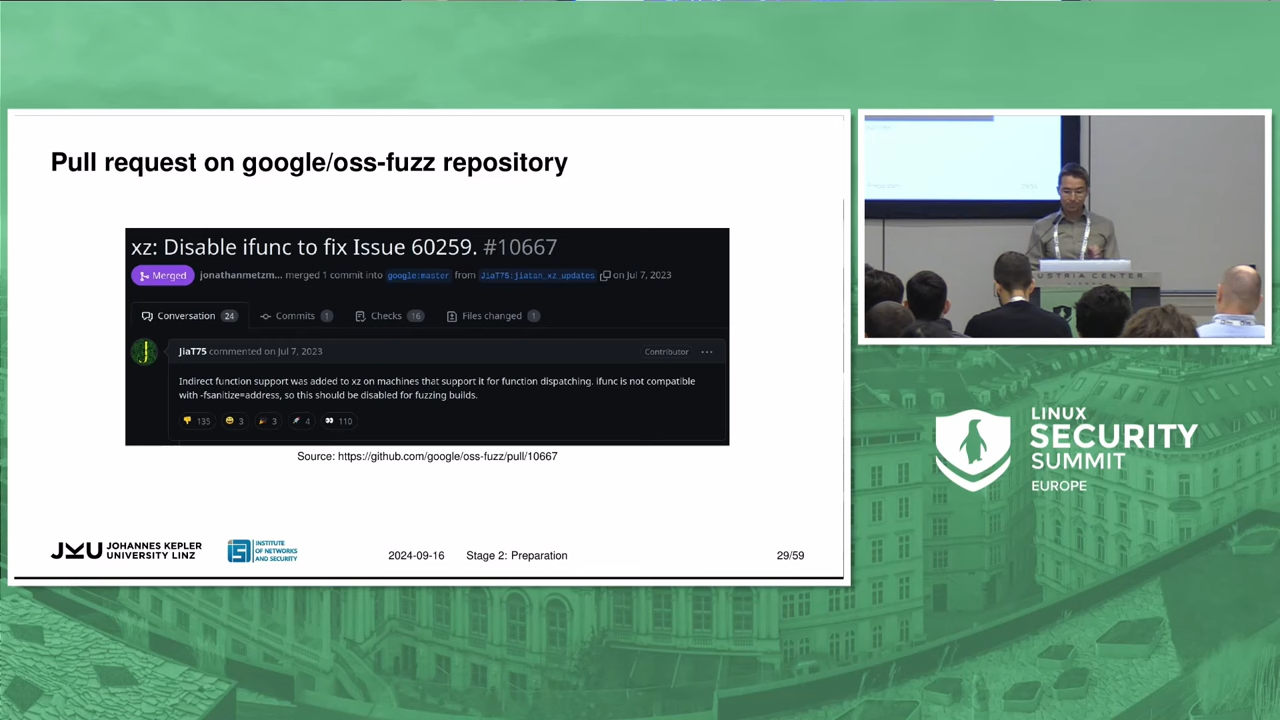 Pull request on google/oss-fuzz repository
xz: Disable ifunc to fix Issue 60259. #10667
Merged jonathanmetzm... merged 1 commit into google:master from JiaT75:jiatan_xz_updates on Jul 7, 2023
Conversation 24 Commits 1 Checks 16 Files changed 1
JiaT75 commented on Jul 7, 2023 Contributor ...
Indirect function support was added to xz on machines that support it for function dispatching. ifunc is not compatible
with -fsanitize=address, so this should be disabled for fuzzing builds.
135 3 3 4 110
Source: https://github.com/google/oss-fuzz/pull/10667
JKU JOHANNES KEPLER
UNIVERSITY LINZ
INSTITUTE
OF NETWORKS
AND SECURITY
2024-09-16 Stage 2: Preparation 29/59
AUSTRIA CENTER
LINUX
SECURITY
SUMMIT
EUROPE